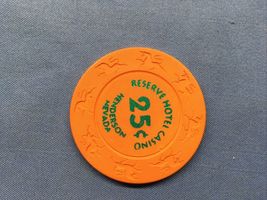 RESERVE HOTEL CASINO
25¢
HENDERSON
NEVADA